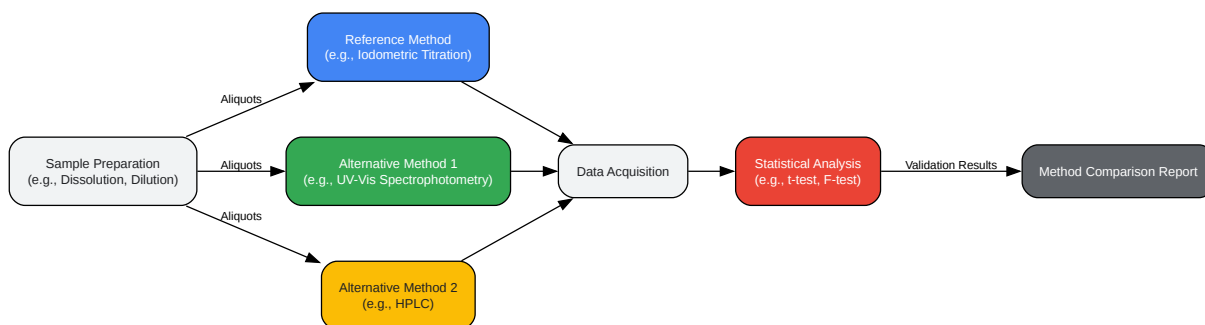 Reference Method
(e.g., Iodometric Titration)
Aliquots
Sample Preparation
(e.g., Dissolution, Dilution)
Aliquots
Alternative Method 1
(e.g., UV-Vis Spectrophotometry)
Data Acquisition
Statistical Analysis
(e.g., t-test, F-test)
Validation Results
Method Comparison Report
Aliquots
Alternative Method 2
(e.g., HPLC)